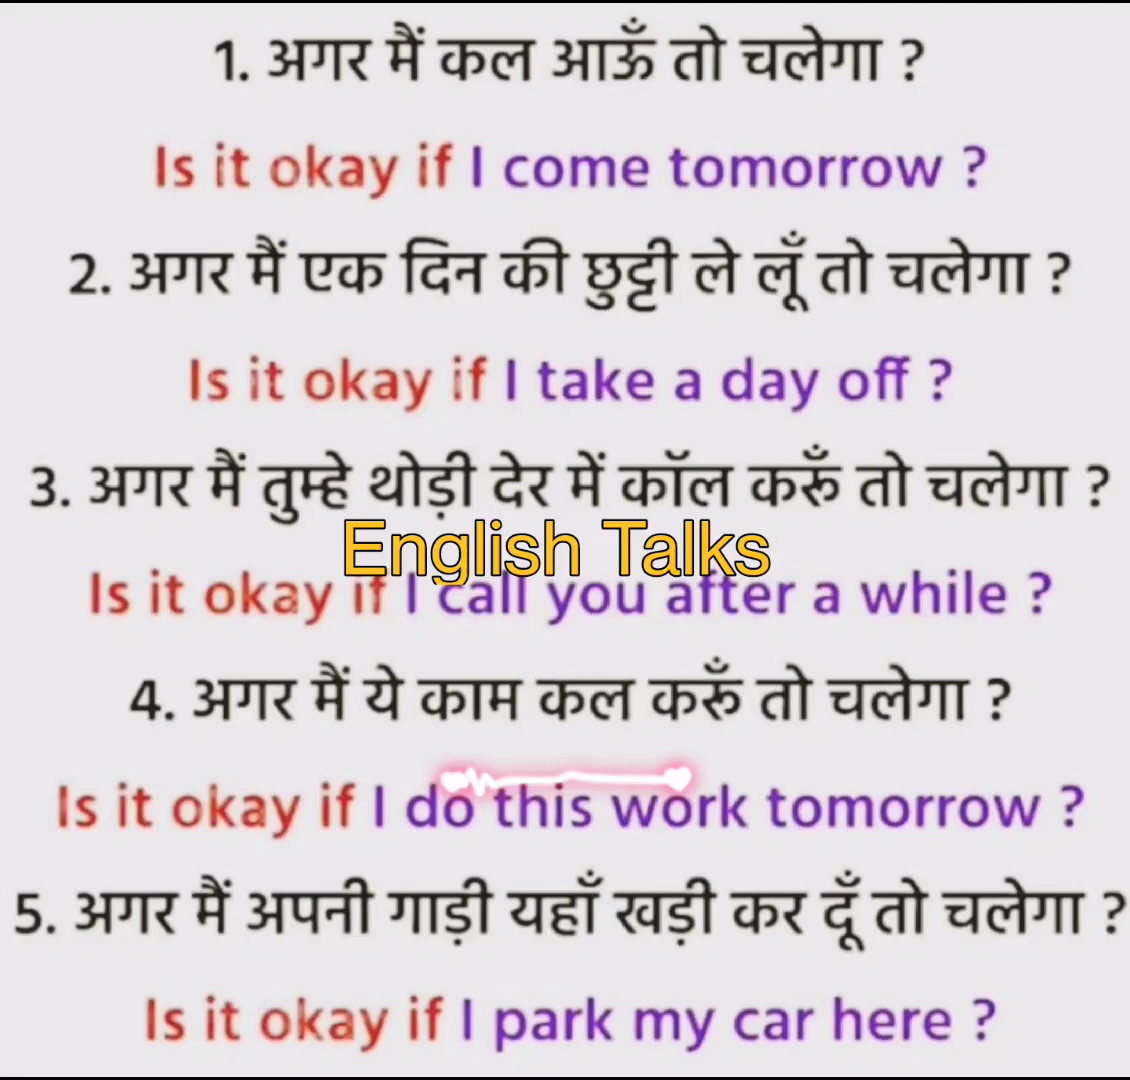 1. अगर मैं कल आऊँ तो चलेगा ?
Is it okay if I come tomorrow ?
2. अगर मैं एक दिन की छुट्टी ले लूँ तो चलेगा ?
Is it okay if I take a day off ?
3. अगर मैं तुम्हे थोड़ी देर में कॉल करूँ तो चलेगा ?
English Talks
Is it okay if I call you after a while ?
4. अगर मैं ये काम कल करूँ तो चलेगा ?
Is it okay if I do this work tomorrow ?
5. अगर मैं अपनी गाड़ी यहाँ खड़ी कर दूँ तो चलेगा ?
Is it okay if I park my car here ?